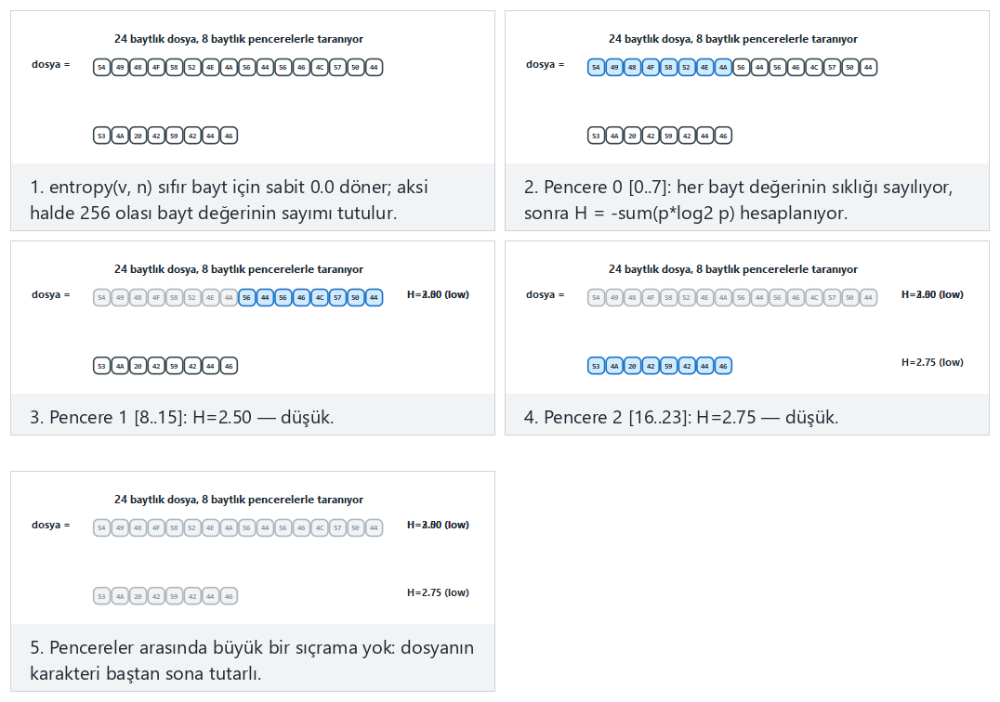 24 baytlık dosya, 8 baytlık pencerelerle taranıyor
dosya = 54 49 48 4F 58 52 4E 4A 56 44 56 46 4C 57 50 44
53 4A 20 42 59 42 44 46
1. entropy(v, n) sıfır bayt için sabit 0.0 döner; aksi
halde 256 olası bayt değerinin sayımı tutulur.
24 baytlık dosya, 8 baytlık pencerelerle taranıyor
dosya = 54 49 48 4F 58 52 4E 4A 56 44 56 46 4C 57 50 44
53 4A 20 42 59 42 44 46
2. Pencere 0 [0..7]: her bayt değerinin sıklığı sayılıyor,
sonra H = -sum(p*log2 p) hesaplanıyor.
24 baytlık dosya, 8 baytlık pencerelerle taranıyor
dosya = 54 49 48 4F 58 52 4E 4A 56 44 56 46 4C 57 50 44 (low)
53 4A 20 42 59 42 44 46
3. Pencere 1 [8..15]: H=2.50 — düşük.
24 baytlık dosya, 8 baytlık pencerelerle taranıyor
dosya = 54 49 48 4F 58 52 4E 4A 56 44 56 46 4C 57 50 44 (low)
53 4A 20 42 59 42 44 46 H=2.75 (low)
4. Pencere 2 [16..23]: H=2.75 — düşük.
24 baytlık dosya, 8 baytlık pencerelerle taranıyor
dosya = 54 49 48 4F 58 52 4E 4A 56 44 56 46 4C 57 50 44 (low)
53 4A 20 42 59 42 44 46 H=2.75 (low)
5. Pencereler arasında büyük bir sıçrama yok: dosyanın
karakteri baştan sona tutarlı.